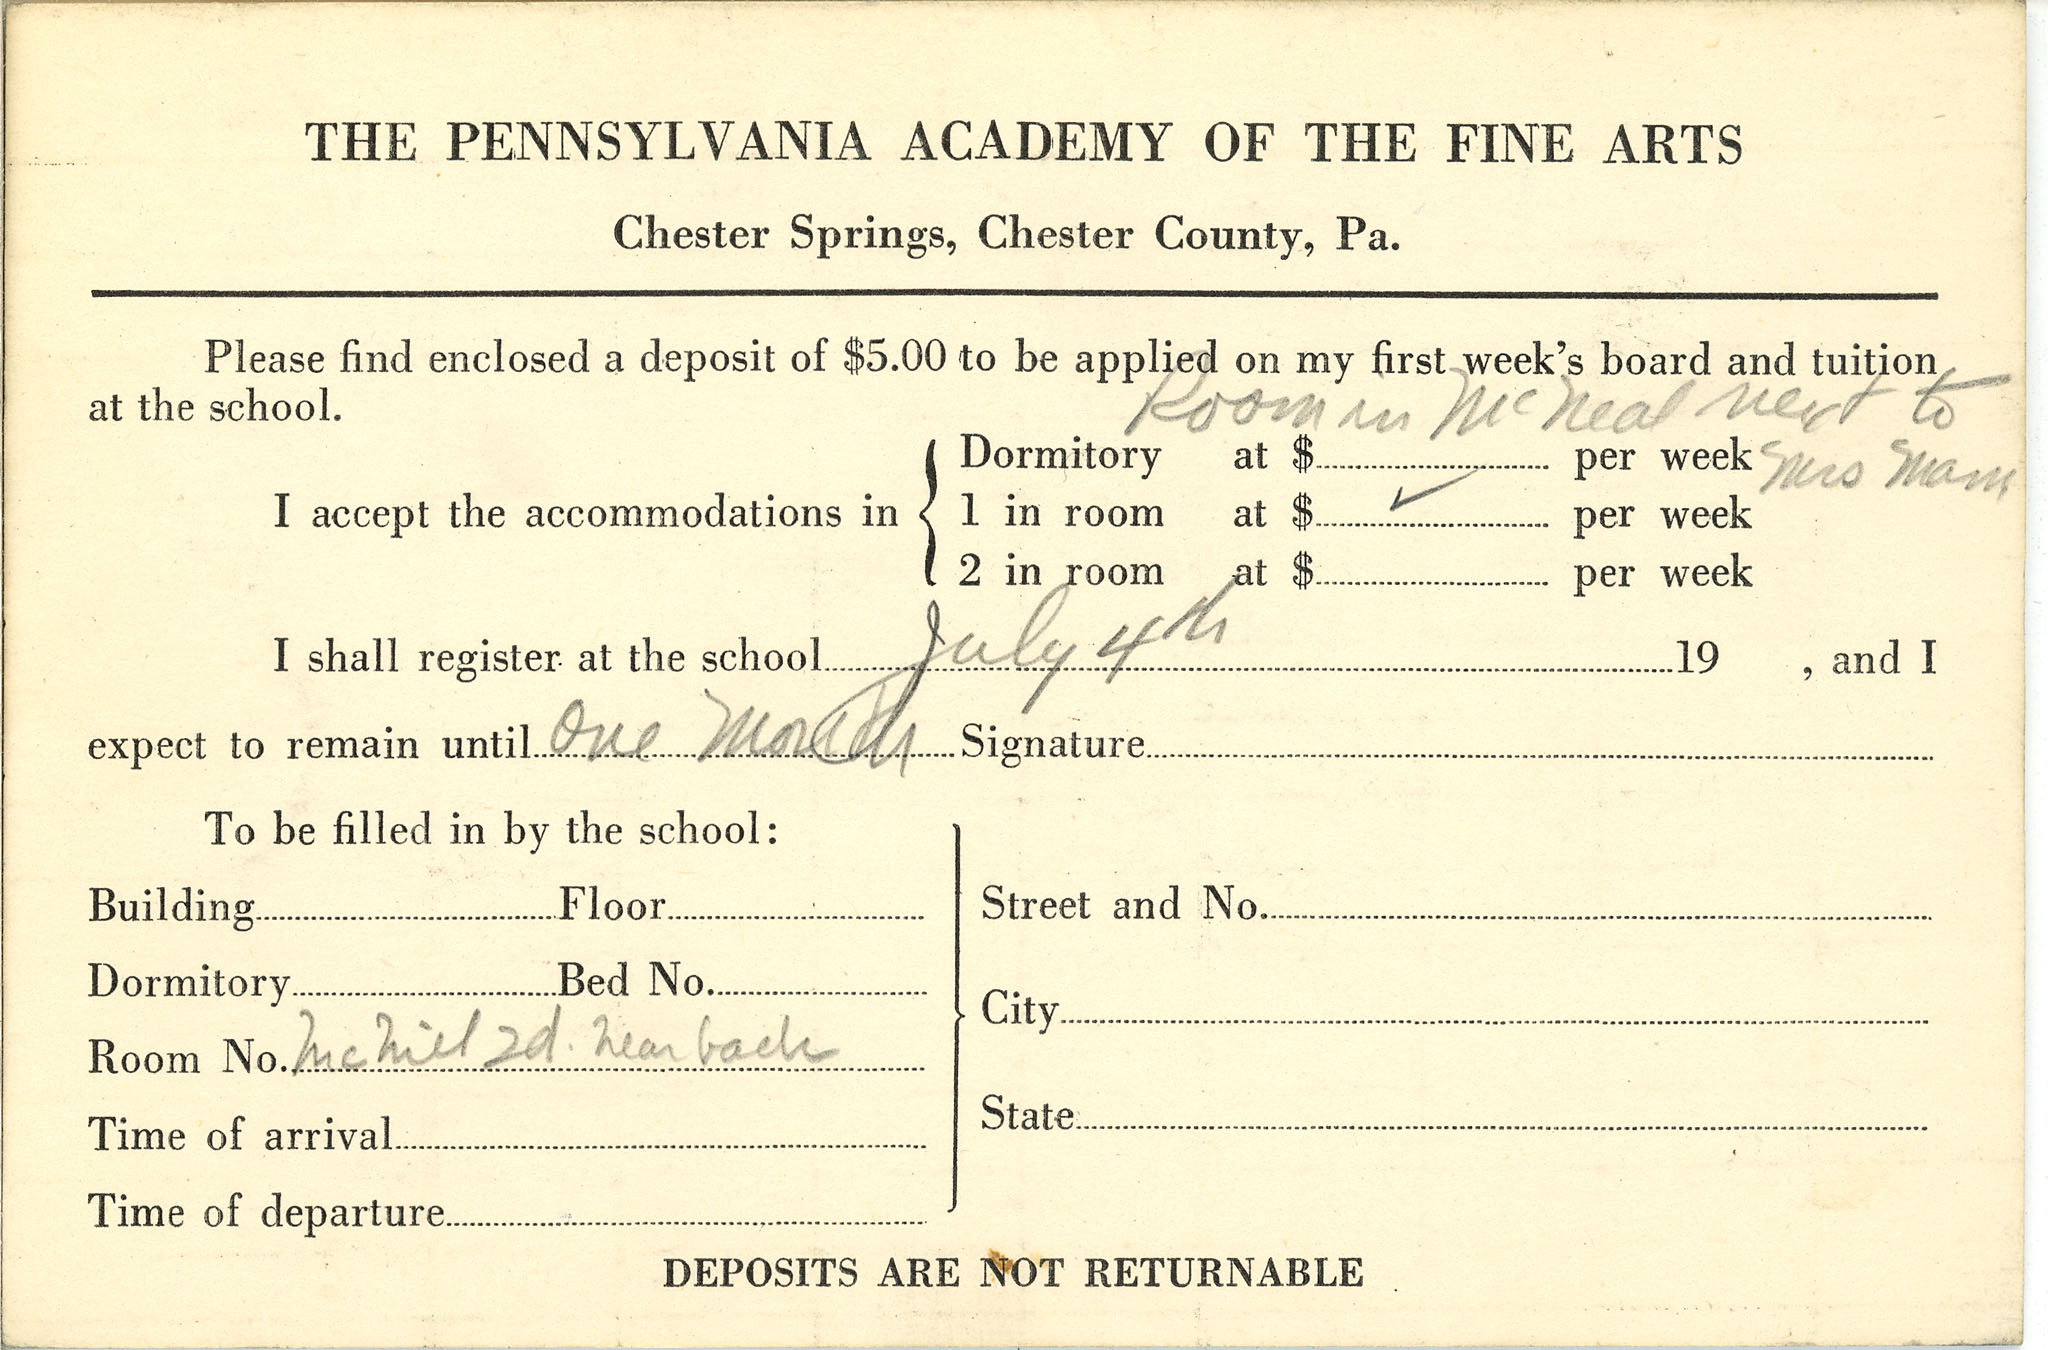 THE PENNSYLVANIA ACADEMY OF THE FINE ARTS
Chester Springs, Chester County, Pa.
Please find enclosed a deposit of $5.00 to be applied on my first week's board and tuition
at the school.
Room in McNeal next to
Mrs
Dormitory at $ per week
I accept the accommodations in 1 in room at $ ✓ per week
2 in room at $ per week
I shall register at the school July 4th 19 , and I
expect to remain until One Month Signature
To be filled in by the school:
Building Floor
Dormitory Bed No.
Room No. McNiel 2d. near back
Time of arrival
Time of departure
Street and No.
City
State
DEPOSITS ARE NOT RETURNABLE